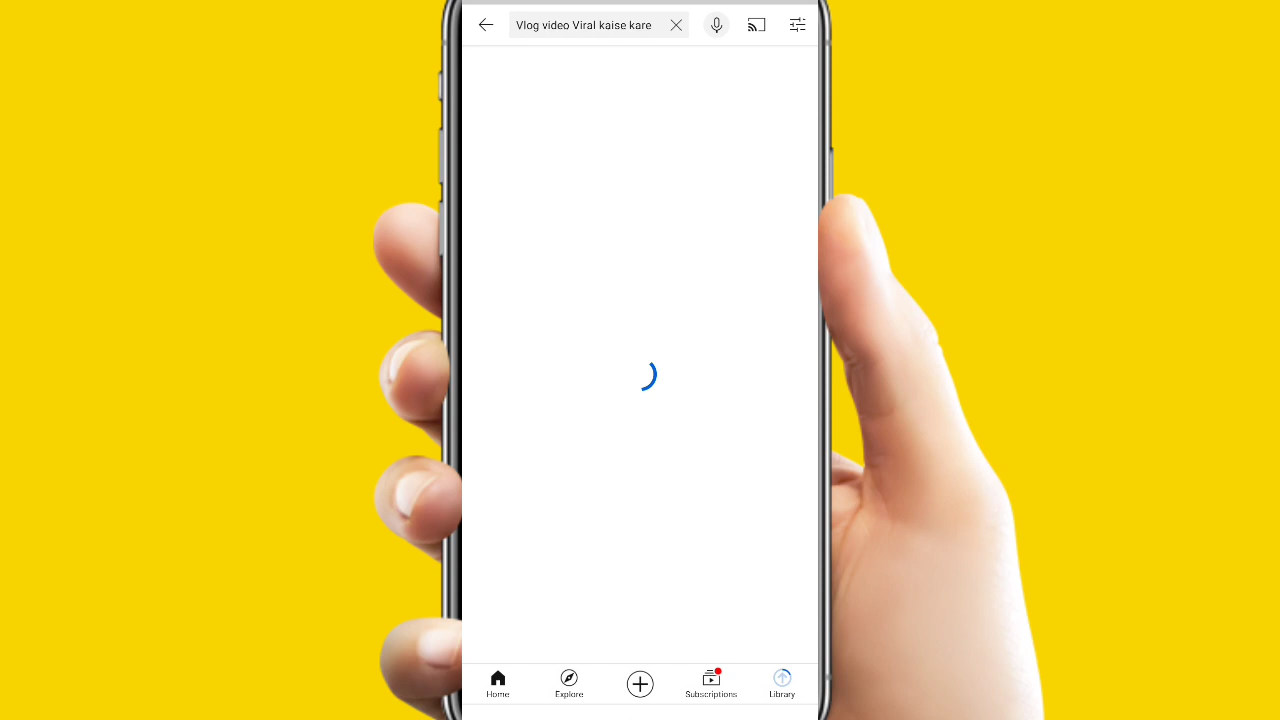 Vlog video Viral kaise kare
Home
Explore
Subscriptions
Library